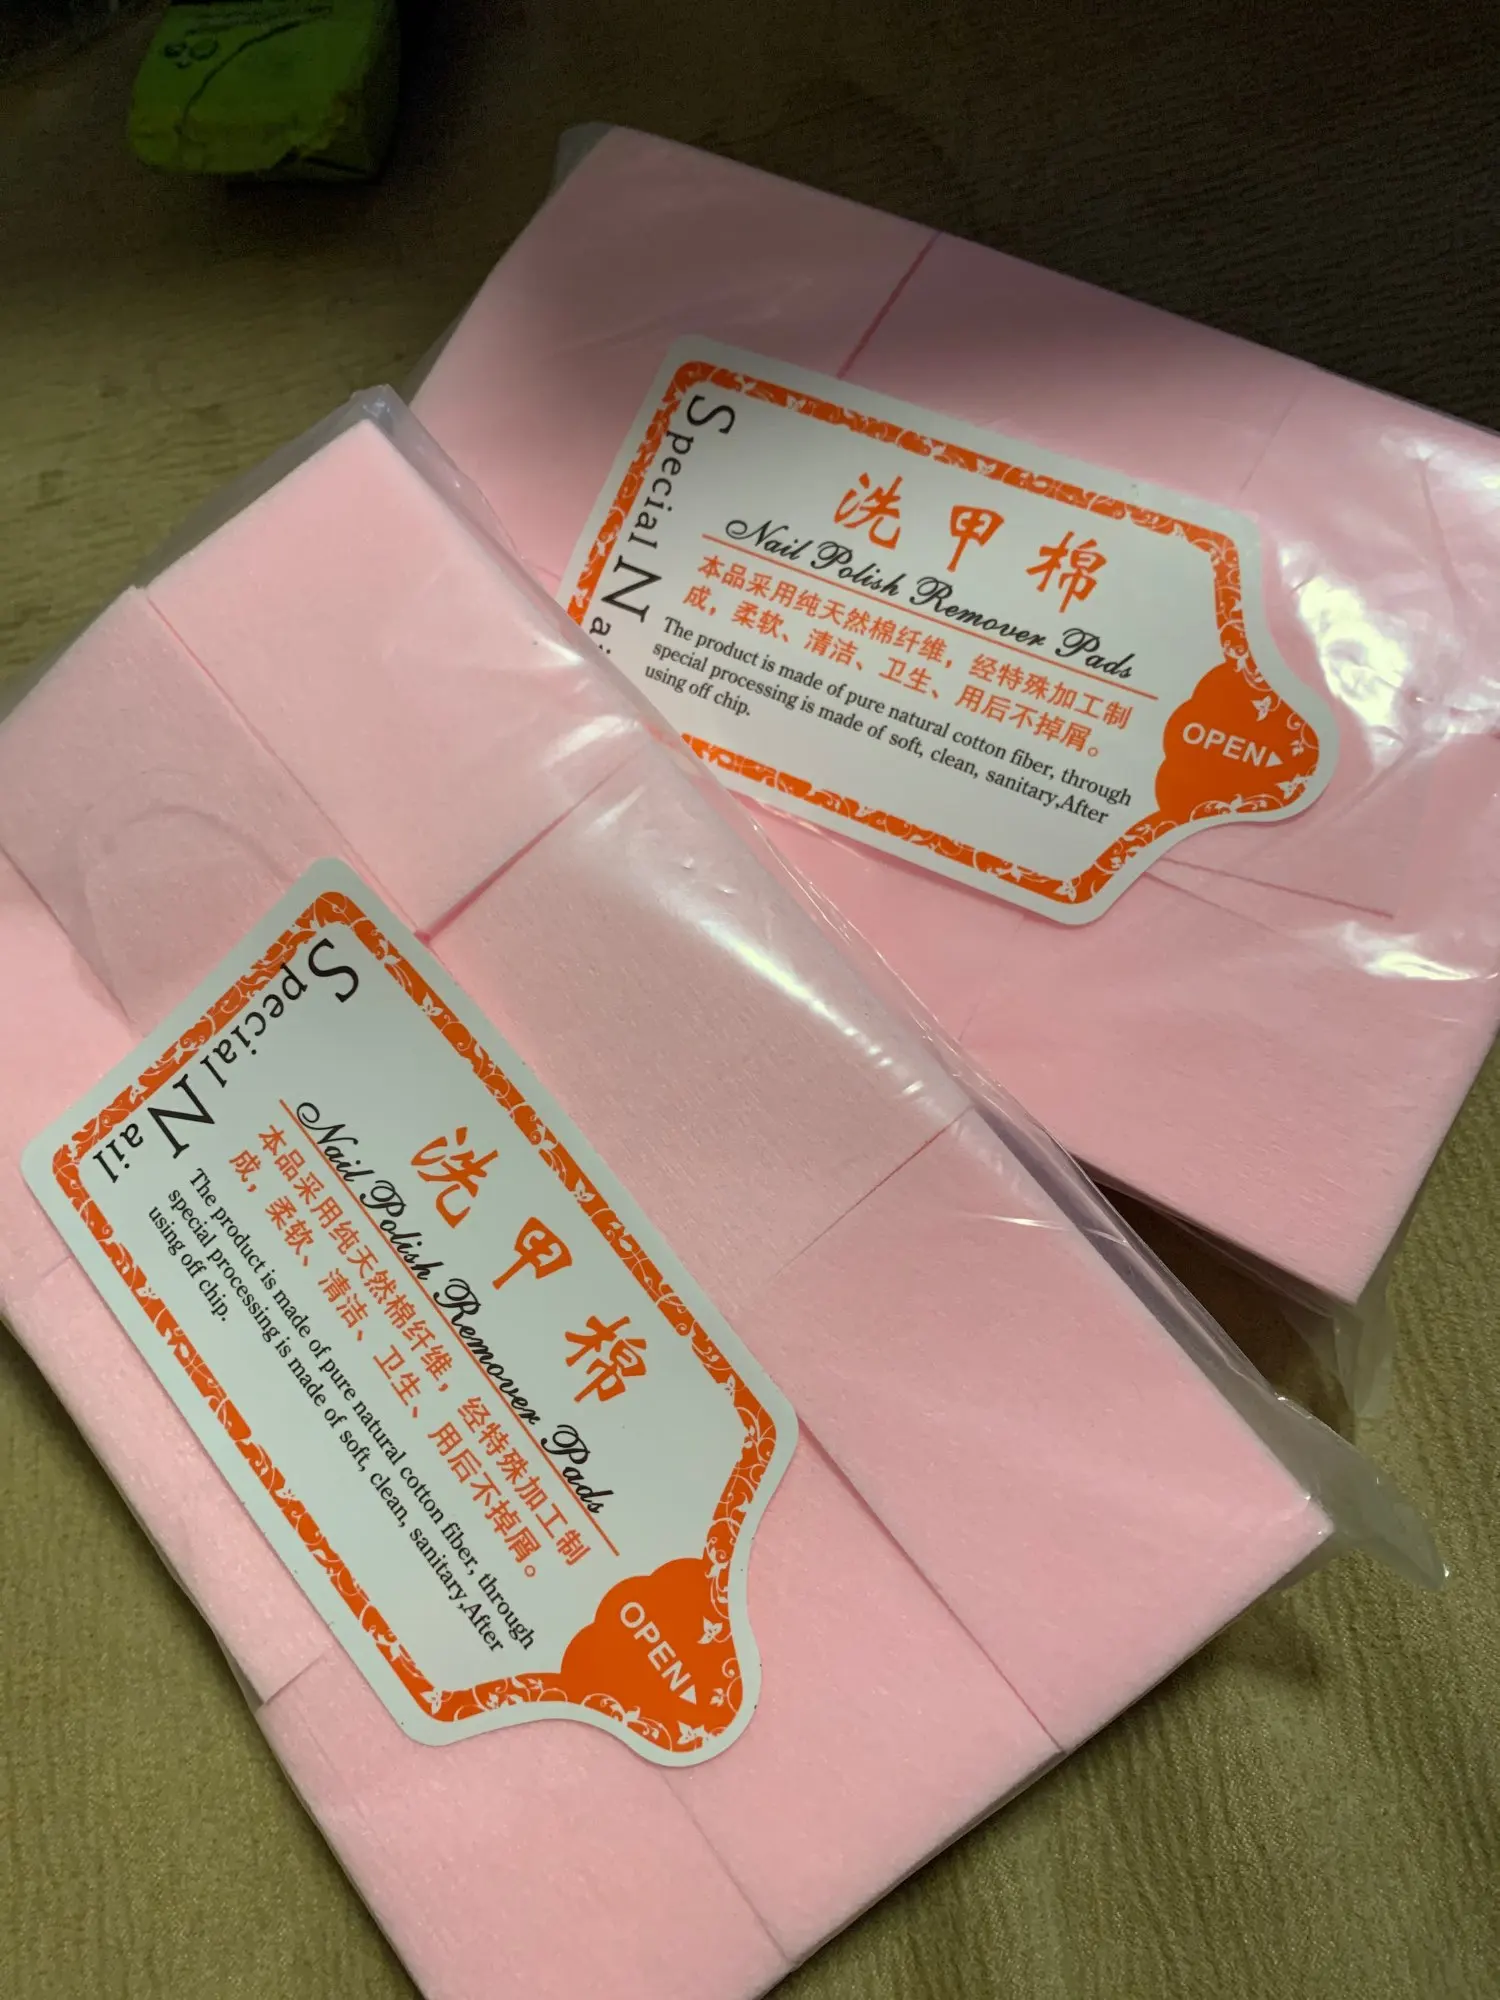 Special Nai
洗甲棉
Nail Polish Remover Pads
本品采用纯天然棉纤维，经特殊加工制
成，柔软、清洁、卫生、用后不掉屑。
The product is made of pure natural cotton fiber, through
special processing is made of soft, clean, sanitary,After
using off chip.
OPEN
Special Nail
洗甲棉
Nail Polish Remover Pads
本品采用纯天然棉纤维，经特殊加工制
成，柔软、清洁、卫生、用后不掉屑。
The product is made of pure natural cotton fiber, through
special processing is made of soft, clean, sanitary,After
using off chip.
OPEN